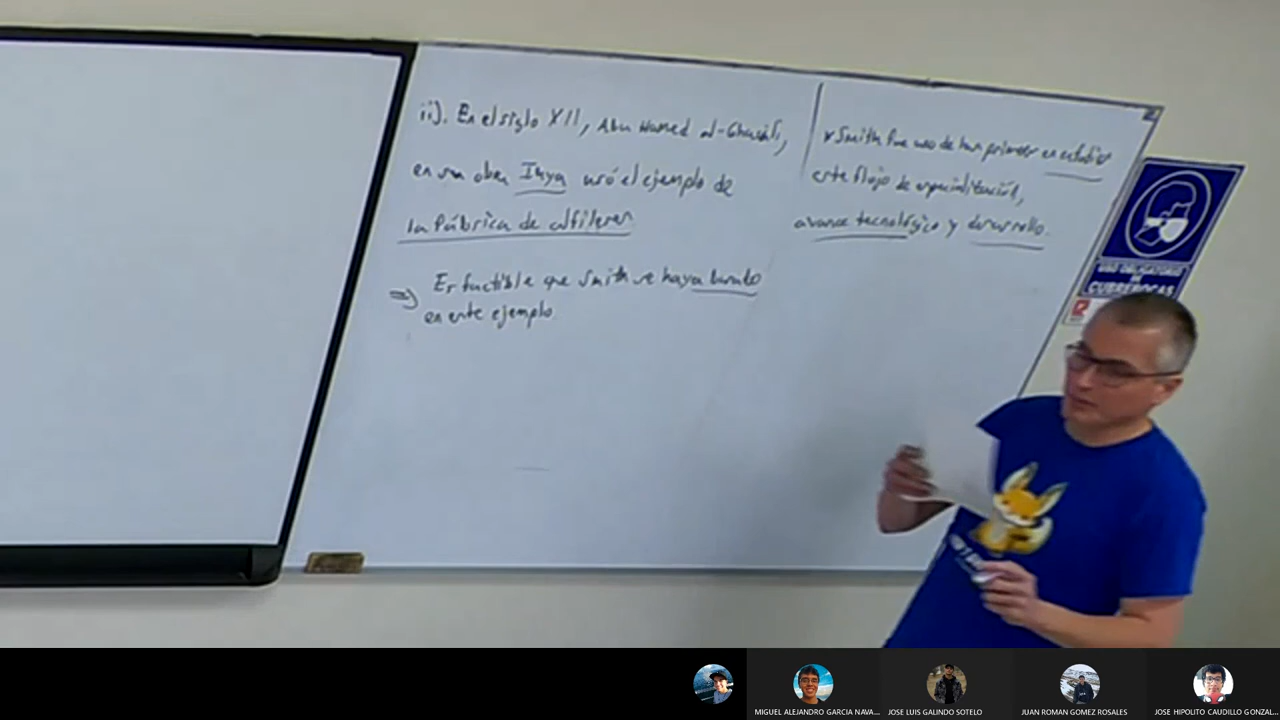 ii). En el siglo XII, Abu Hamed al-Ghazali,
en su obra Ihya usó el ejemplo de
la fábrica de alfileres
=> Es factible que Smith se haya basado
en este ejemplo
Smith fue uno de los primeros en estudiar
este flujo de especialización,
avance tecnológico y desarrollo.
USO OBLIGATORIO
DE
CUBREBOCAS
MIGUEL ALEJANDRO GARCIA NAVA...
JOSE LUIS GALINDO SOTELO
JUAN ROMAN GOMEZ ROSALES
JOSE HIPOLITO CAUDILLO GONZAL...